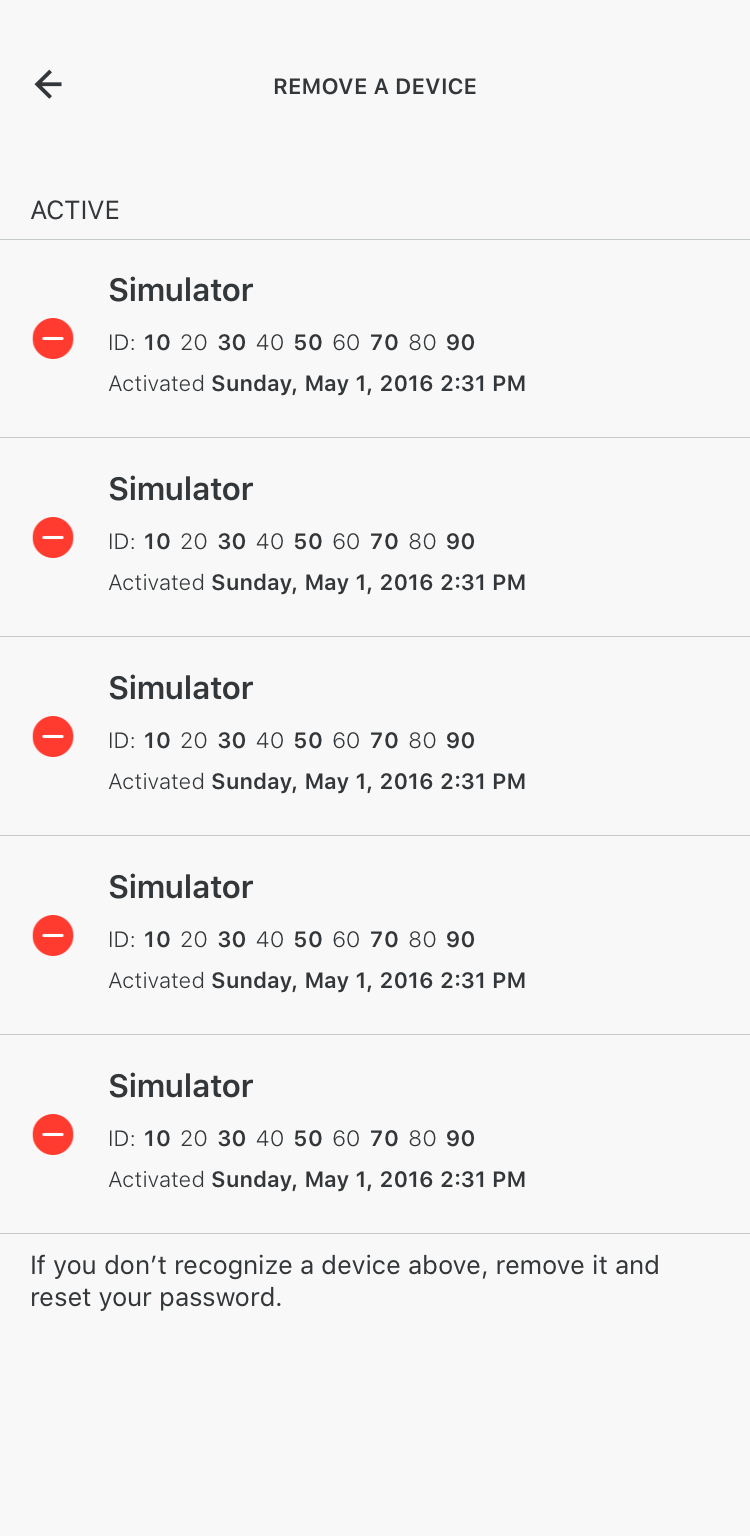 REMOVE A DEVICE
ACTIVE
Simulator
ID: 10 20 30 40 50 60 70 80 90
Activated Sunday, May 1, 2016 2:31 PM
Simulator
ID: 10 20 30 40 50 60 70 80 90
Activated Sunday, May 1, 2016 2:31 PM
Simulator
ID: 10 20 30 40 50 60 70 80 90
Activated Sunday, May 1, 2016 2:31 PM
Simulator
ID: 10 20 30 40 50 60 70 80 90
Activated Sunday, May 1, 2016 2:31 PM
Simulator
ID: 10 20 30 40 50 60 70 80 90
Activated Sunday, May 1, 2016 2:31 PM
If you don’t recognize a device above, remove it and
reset your password.